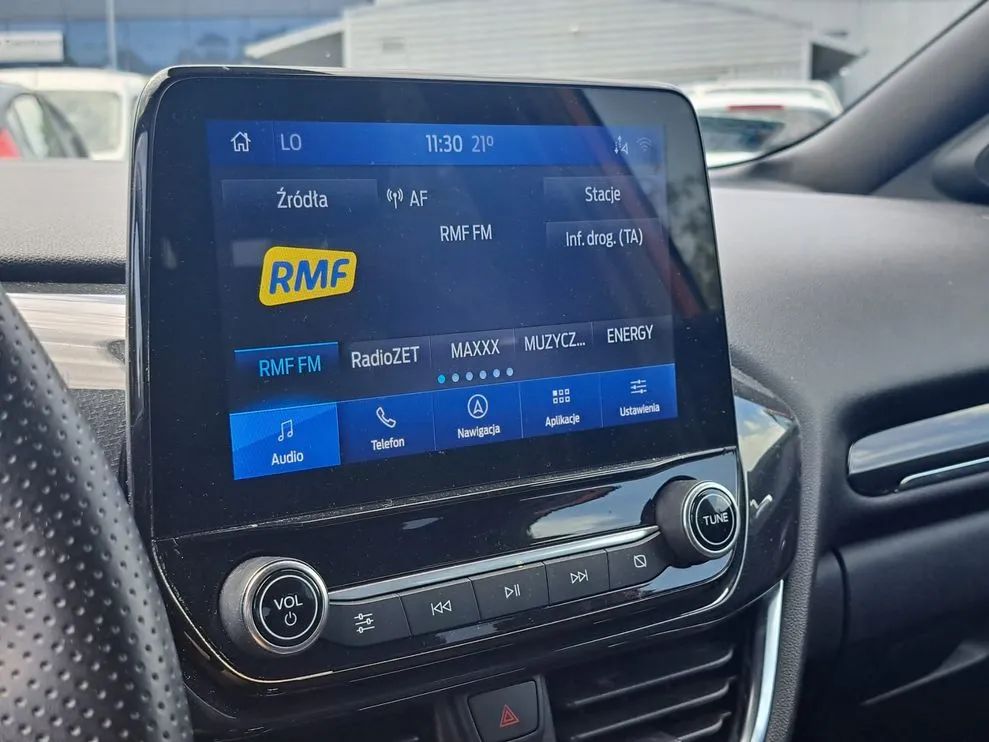 LO 11:30 21°
Źródła AF Stacje
RMF FM Inf. drog. (TA)
RMF
RMF FM RadioZET MAXXX MUZYCZ... ENERGY
Audio Telefon Nawigacja Aplikacje Ustawienia
VOL TUNE